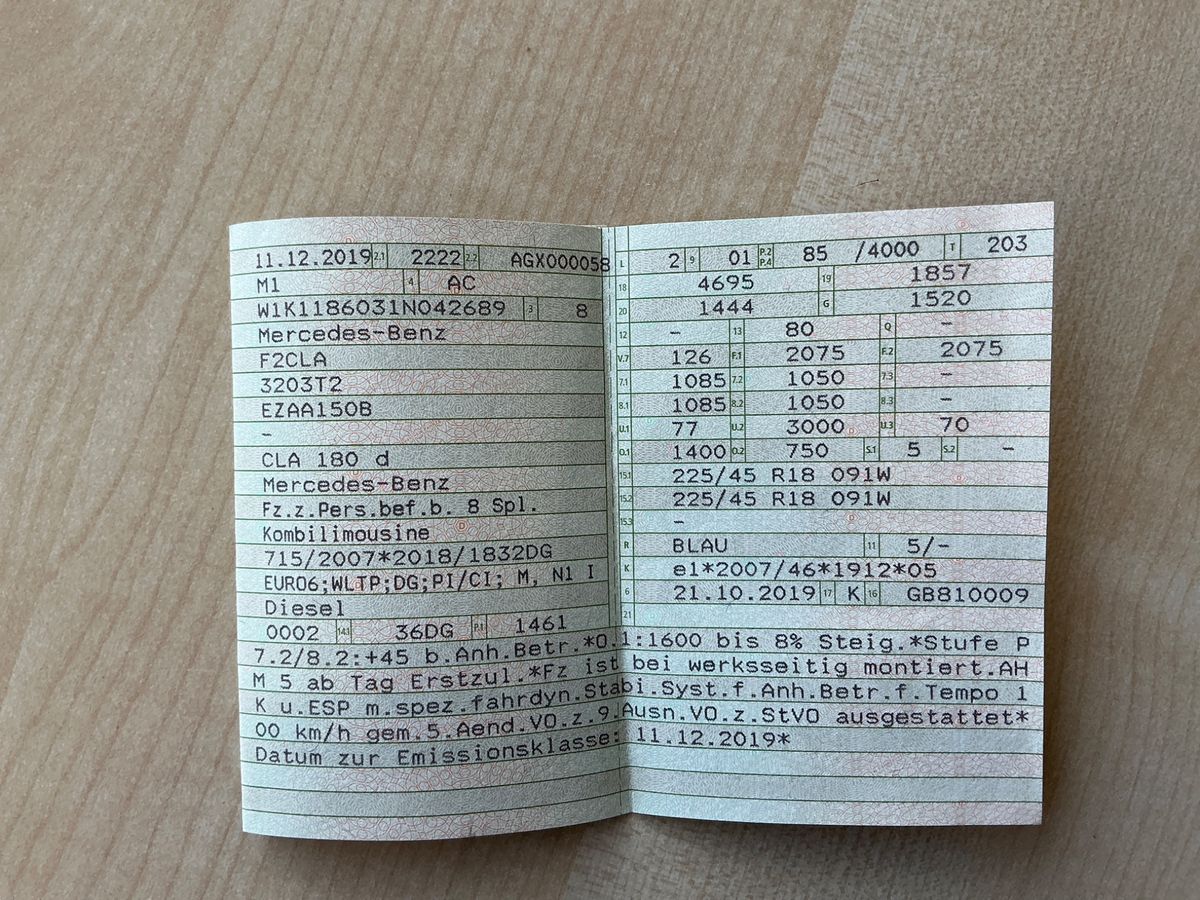 11.12.2019 2.1 2222 2.2 AGX000058
M1 4 AC
W1K1186031N042689 3 8
Mercedes-Benz
F2CLA
3203T2
EZAA150B
-
CLA 180 d
Mercedes-Benz
Fz.z.Pers.bef.b. 8 Spl.
Kombilimousine
715/2007*2018/1832DG
EURO6;WLTP;DG;PI/CI; M, N1 I
Diesel
0002 14.1 36DG P.1 1461
L 2 9 01 P.2 P.4 85 /4000 T 203
18 4695 19 1857
20 1444 G 1520
12 - 13 80 Q -
V.7 126 F.1 2075 F.2 2075
7.1 1085 7.2 1050 7.3 -
8.1 1085 8.2 1050 8.3 -
U.1 77 U.2 3000 U.3 70
O.1 1400 O.2 750 S.1 5 S.2 -
15.1 225/45 R18 091W
15.2 225/45 R18 091W
15.3 -
R BLAU 11 5/-
K e1*2007/46*1912*05
6 21.10.2019 17 K 16 GB810009
21
7.2/8.2:+45 b.Anh.Betr.*O.1:1600 bis 8% Steig.*Stufe P
M 5 ab Tag Erstzul.*Fz ist bei werksseitig montiert.AH
K u.ESP m.spez.fahrdyn.Stabi.Syst.f.Anh.Betr.f.Tempo 1
00 km/h gem.5.Aend.VO.z.9.Ausn.VO.z.StVO ausgestattet*
Datum zur Emissionsklasse: 11.12.2019*